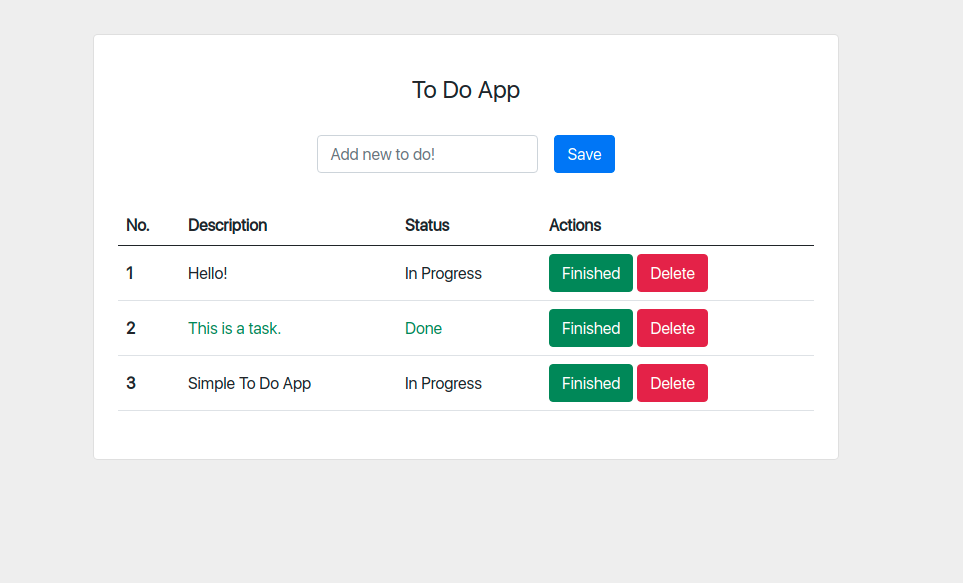 To Do App
Add new to do! Save
No. Description Status Actions
1 Hello! In Progress Finished Delete
2 This is a task. Done Finished Delete
3 Simple To Do App In Progress Finished Delete